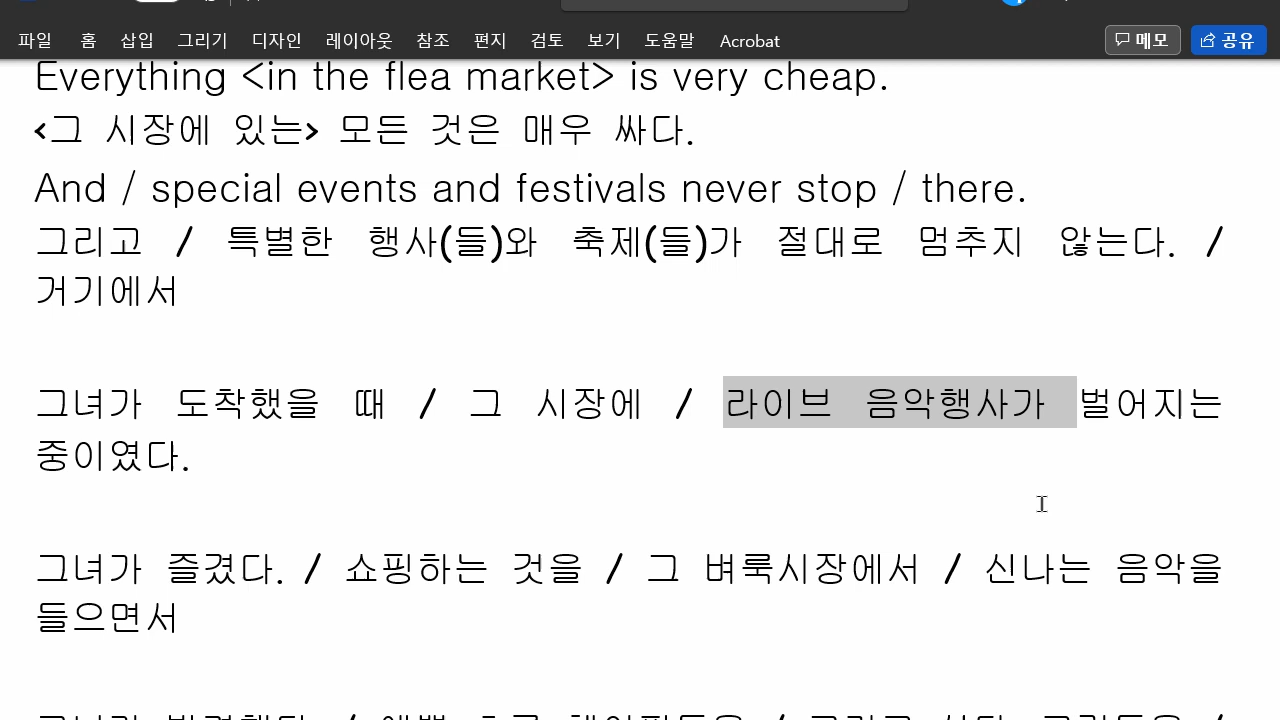 파일 홈 삽입 그리기 디자인 레이아웃 참조 편지 검토 보기 도움말 Acrobat 메모 공유
Everything <in the flea market> is very cheap.
<그 시장에 있는> 모든 것은 매우 싸다.
And / special events and festivals never stop / there.
그리고 / 특별한 행사(들)와 축제(들)가 절대로 멈추지 않는다. /
거기에서
그녀가 도착했을 때 / 그 시장에 / 라이브 음악행사가 벌어지는
중이였다.
그녀가 즐겼다. / 쇼핑하는 것을 / 그 벼룩시장에서 / 신나는 음악을
들으면서